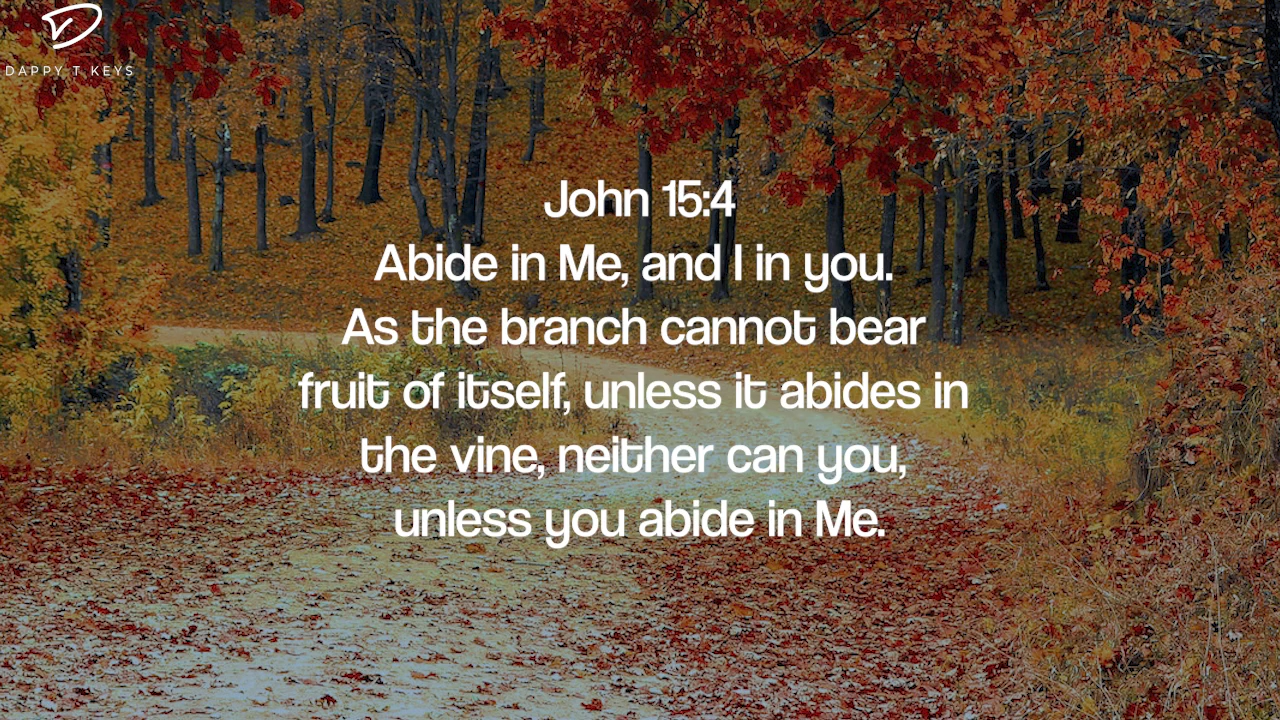 DAPPY T KEYS
John 15:4
Abide in Me, and I in you.
As the branch cannot bear
fruit of itself, unless it abides in
the vine, neither can you,
unless you abide in Me.